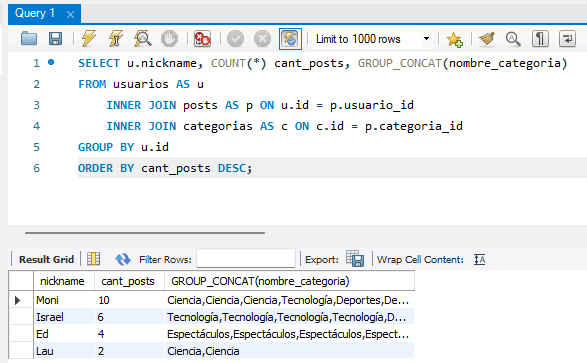 Query 1
Limit to 1000 rows
1 SELECT u.nickname, COUNT(*) cant_posts, GROUP_CONCAT(nombre_categoria)
2 FROM usuarios AS u
3 INNER JOIN posts AS p ON u.id = p.usuario_id
4 INNER JOIN categorias AS c ON c.id = p.categoria_id
5 GROUP BY u.id
6 ORDER BY cant_posts DESC;
Result Grid Filter Rows: Export: Wrap Cell Content:
nickname cant_posts GROUP_CONCAT(nombre_categoria)
Moni 10 Ciencia,Ciencia,Ciencia,Tecnología,Deportes,De...
Israel 6 Tecnología,Tecnología,Tecnología,Tecnología,D...
Ed 4 Espectáculos,Espectáculos,Espectáculos,Espect...
Lau 2 Ciencia,Ciencia